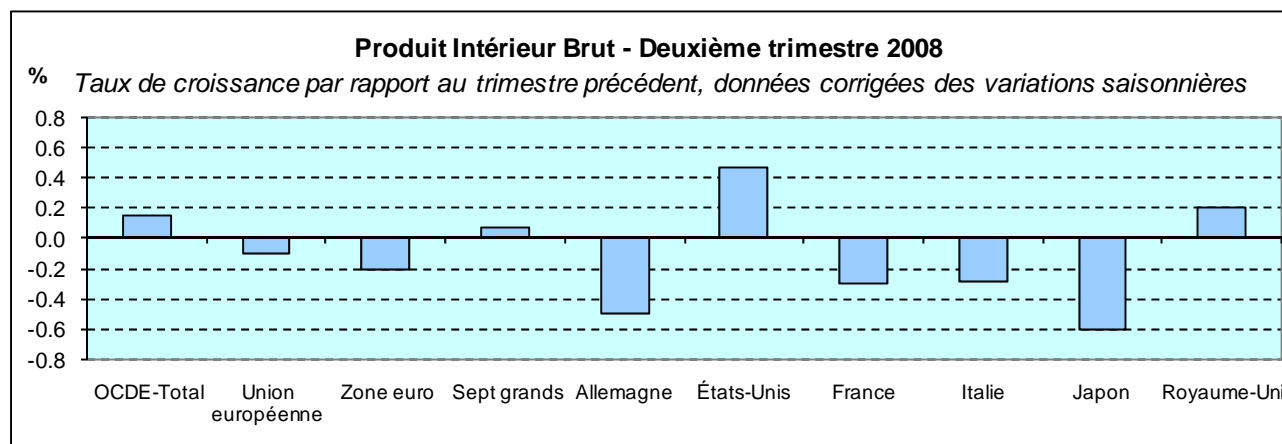 Produit Intérieur Brut - Deuxième trimestre 2008
%
Taux de croissance par rapport au trimestre précédent, données corrigées des variations saisonnières
0.8
0.6
0.4
0.2
0.0
-0.2
-0.4
-0.6
-0.8
OCDE-Total
Union
européenne
Zone euro
Sept grands
Allemagne
États-Unis
France
Italie
Japon
Royaume-Uni